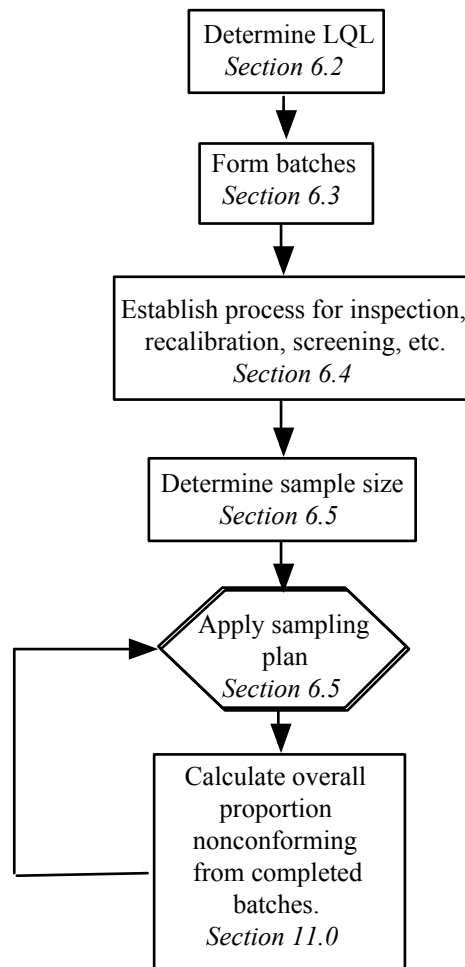 Determine LQL
Section 6.2
Form batches
Section 6.3
Establish process for inspection,
recalibration, screening, etc.
Section 6.4
Determine sample size
Section 6.5
Apply sampling
plan
Section 6.5
Calculate overall
proportion
nonconforming
from completed
batches.
Section 11.0